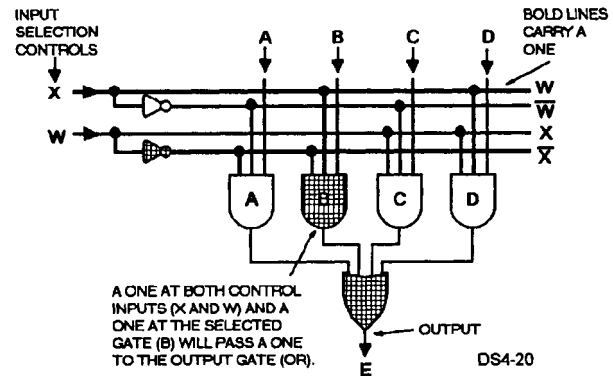 INPUT
SELECTION
CONTROLS
BOLD LINES
CARRY A
ONE
A B C D
X
W
W
W̅
X
X̅
A B C D
A ONE AT BOTH CONTROL
INPUTS (X AND W) AND A
ONE AT THE SELECTED
GATE (B) WILL PASS A ONE
TO THE OUTPUT GATE (OR).
OUTPUT
E
DS4-20